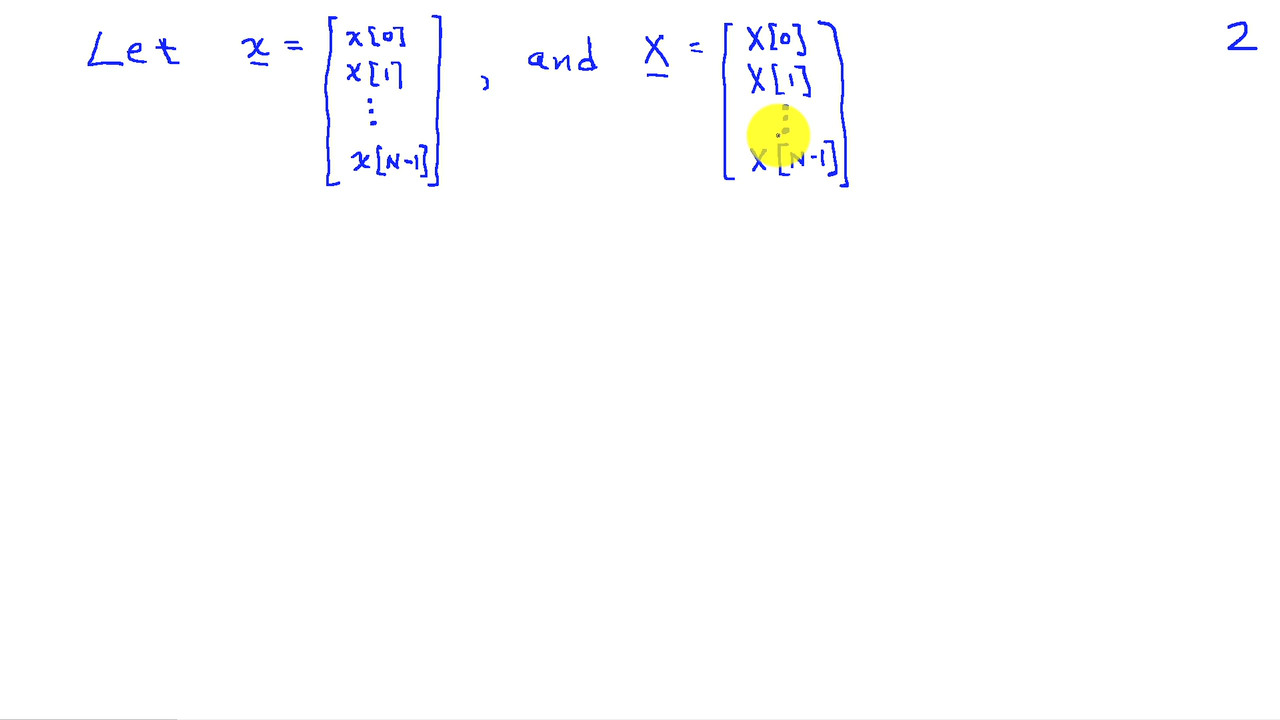 Let x = [ x[0] x[1] ⋮ x[N-1] ] , and X = [ X[0] X[1] ⋮ X[N-1] ]
2